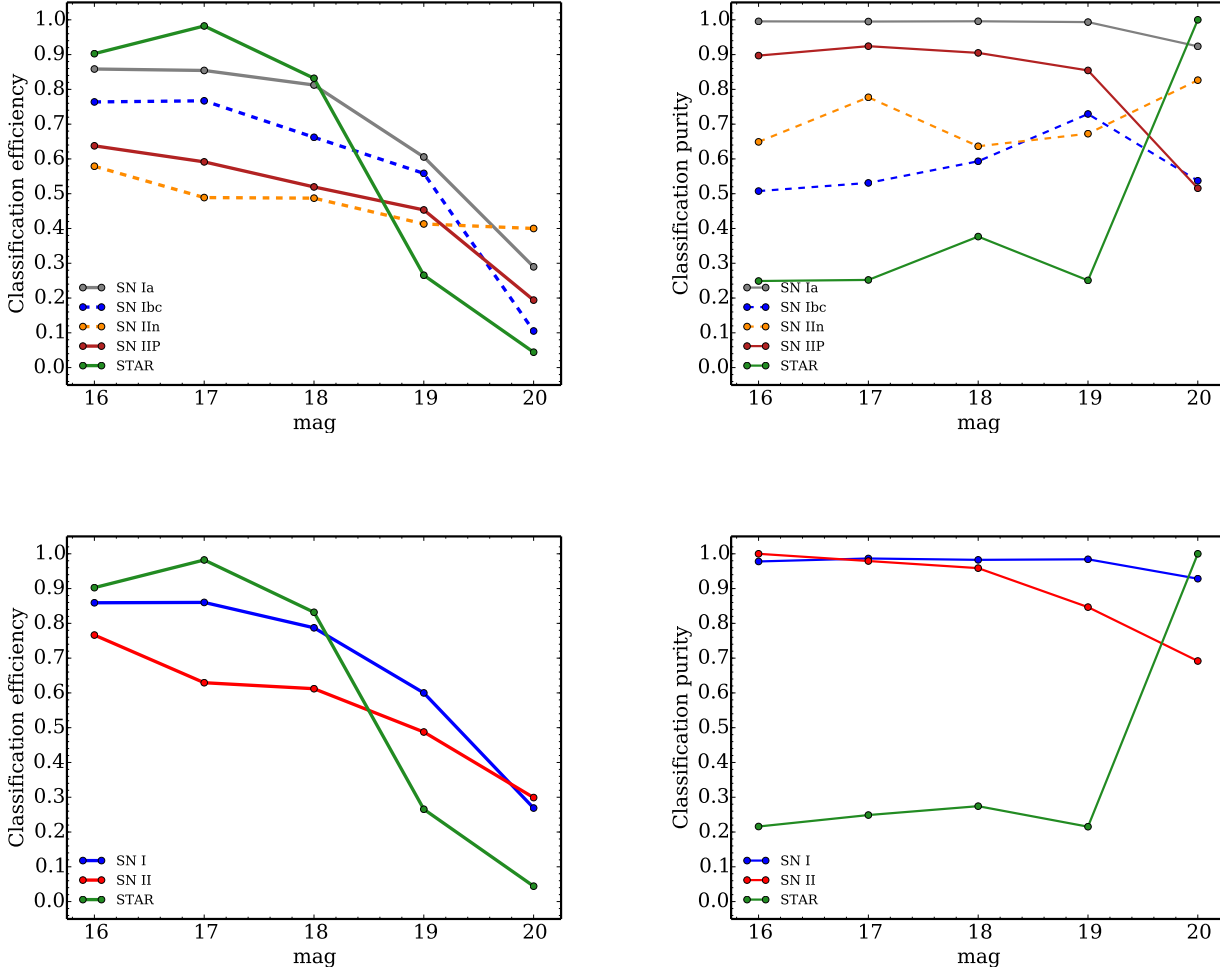 1.0
0.9
0.8
0.7
0.6
0.5
0.4
0.3
0.2
0.1
0.0
Classification efficiency
SN Ia
SN Ibc
SN IIn
SN IIP
STAR
16 17 18 19 20
mag
1.0
0.9
0.8
0.7
0.6
0.5
0.4
0.3
0.2
0.1
0.0
Classification purity
SN Ia
SN Ibc
SN IIn
SN IIP
STAR
16 17 18 19 20
mag
1.0
0.9
0.8
0.7
0.6
0.5
0.4
0.3
0.2
0.1
0.0
Classification efficiency
SN I
SN II
STAR
16 17 18 19 20
mag
1.0
0.9
0.8
0.7
0.6
0.5
0.4
0.3
0.2
0.1
0.0
Classification purity
SN I
SN II
STAR
16 17 18 19 20
mag